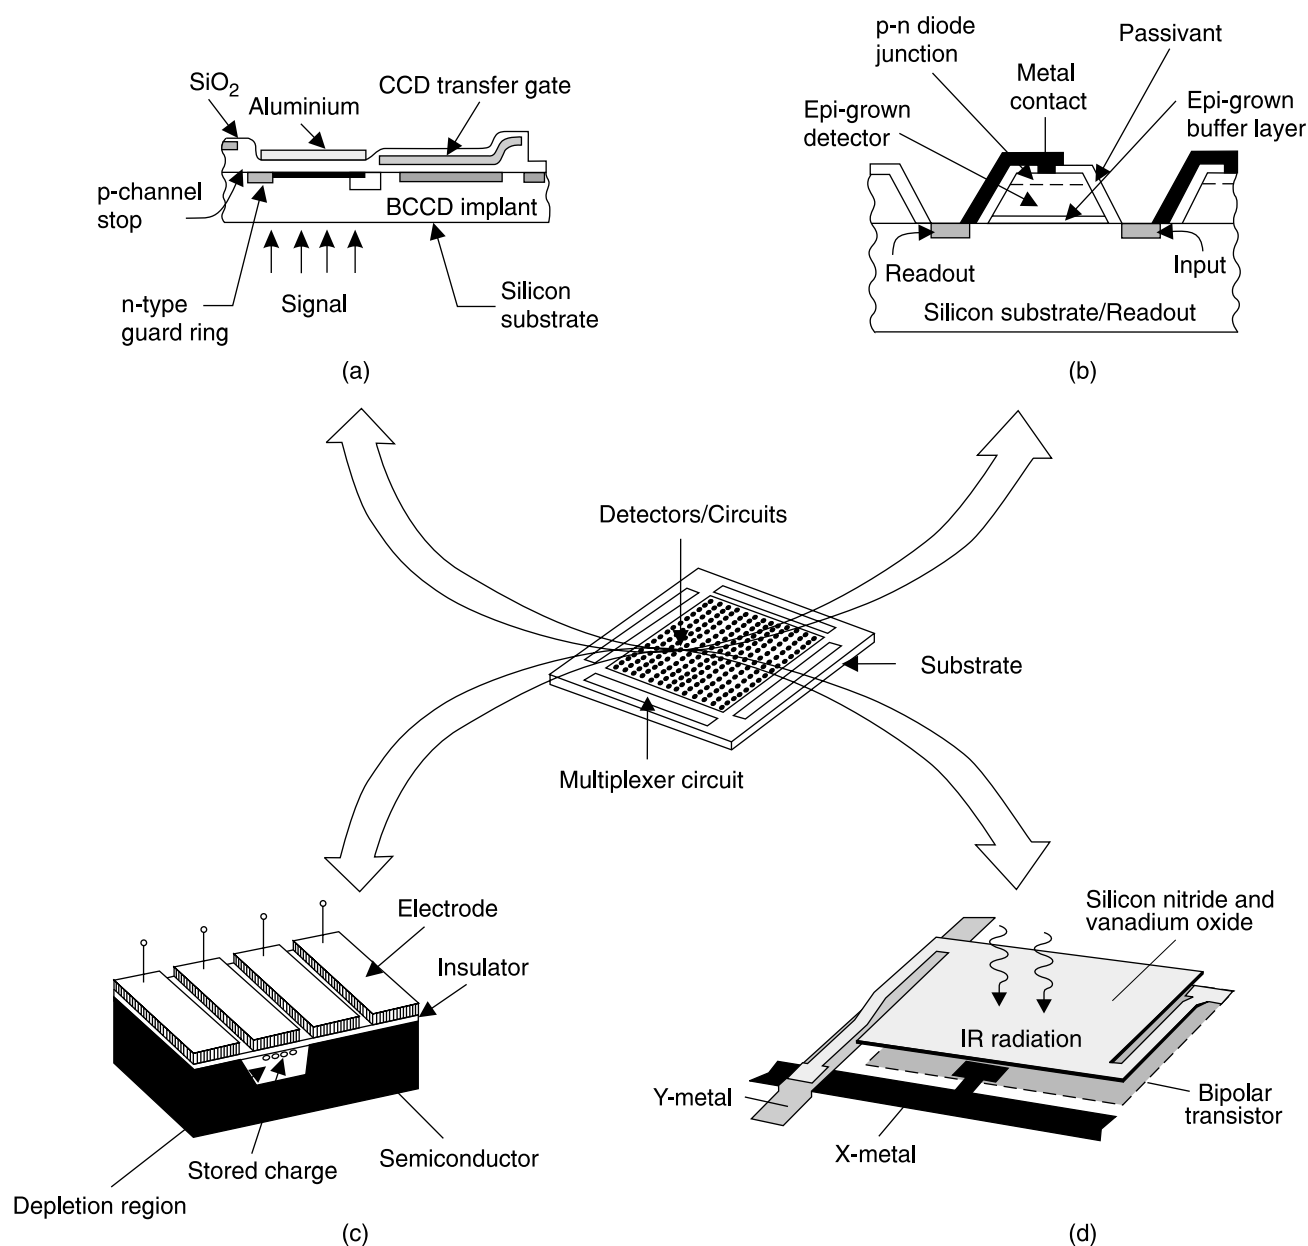 SiO2
Aluminium
CCD transfer gate
p-channel
stop
BCCD implant
n-type
guard ring
Signal
Silicon
substrate
(a)
p-n diode
junction
Passivant
Metal
contact
Epi-grown
detector
Epi-grown
buffer layer
Readout
Input
Silicon substrate/Readout
(b)
Detectors/Circuits
Substrate
Multiplexer circuit
Electrode
Insulator
Stored charge
Semiconductor
Depletion region
(c)
Silicon nitride and
vanadium oxide
IR radiation
Y-metal
Bipolar
transistor
X-metal
(d)